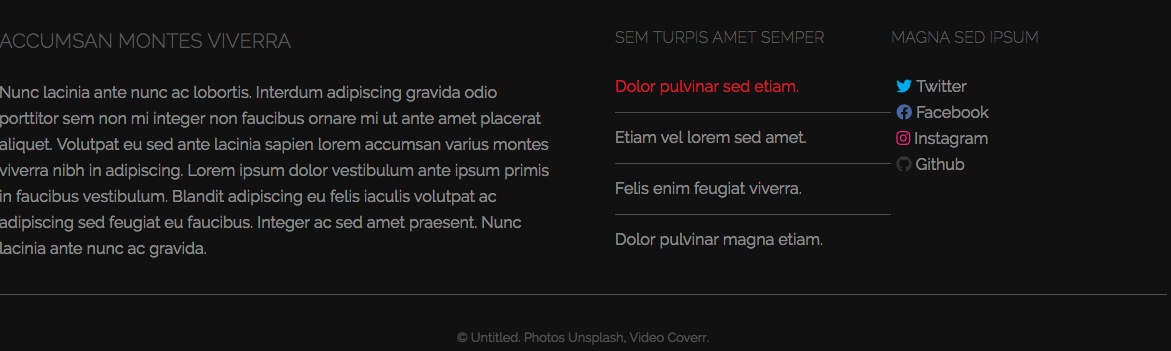 ACCUMSAN MONTES VIVERRA
Nunc lacinia ante nunc ac lobortis. Interdum adipiscing gravida odio
porttitor sem non mi integer non faucibus ornare mi ut ante amet placerat
aliquet. Volutpat eu sed ante lacinia sapien lorem accumsan varius montes
viverra nibh in adipiscing. Lorem ipsum dolor vestibulum ante ipsum primis
in faucibus vestibulum. Blandit adipiscing eu felis iaculis volutpat ac
adipiscing sed feugiat eu faucibus. Integer ac sed amet praesent. Nunc
lacinia ante nunc ac gravida.
SEM TURPIS AMET SEMPER
Dolor pulvinar sed etiam.
Etiam vel lorem sed amet.
Felis enim feugiat viverra.
Dolor pulvinar magna etiam.
MAGNA SED IPSUM
Twitter
Facebook
Instagram
Github
© Untitled. Photos Unsplash, Video Coverr.